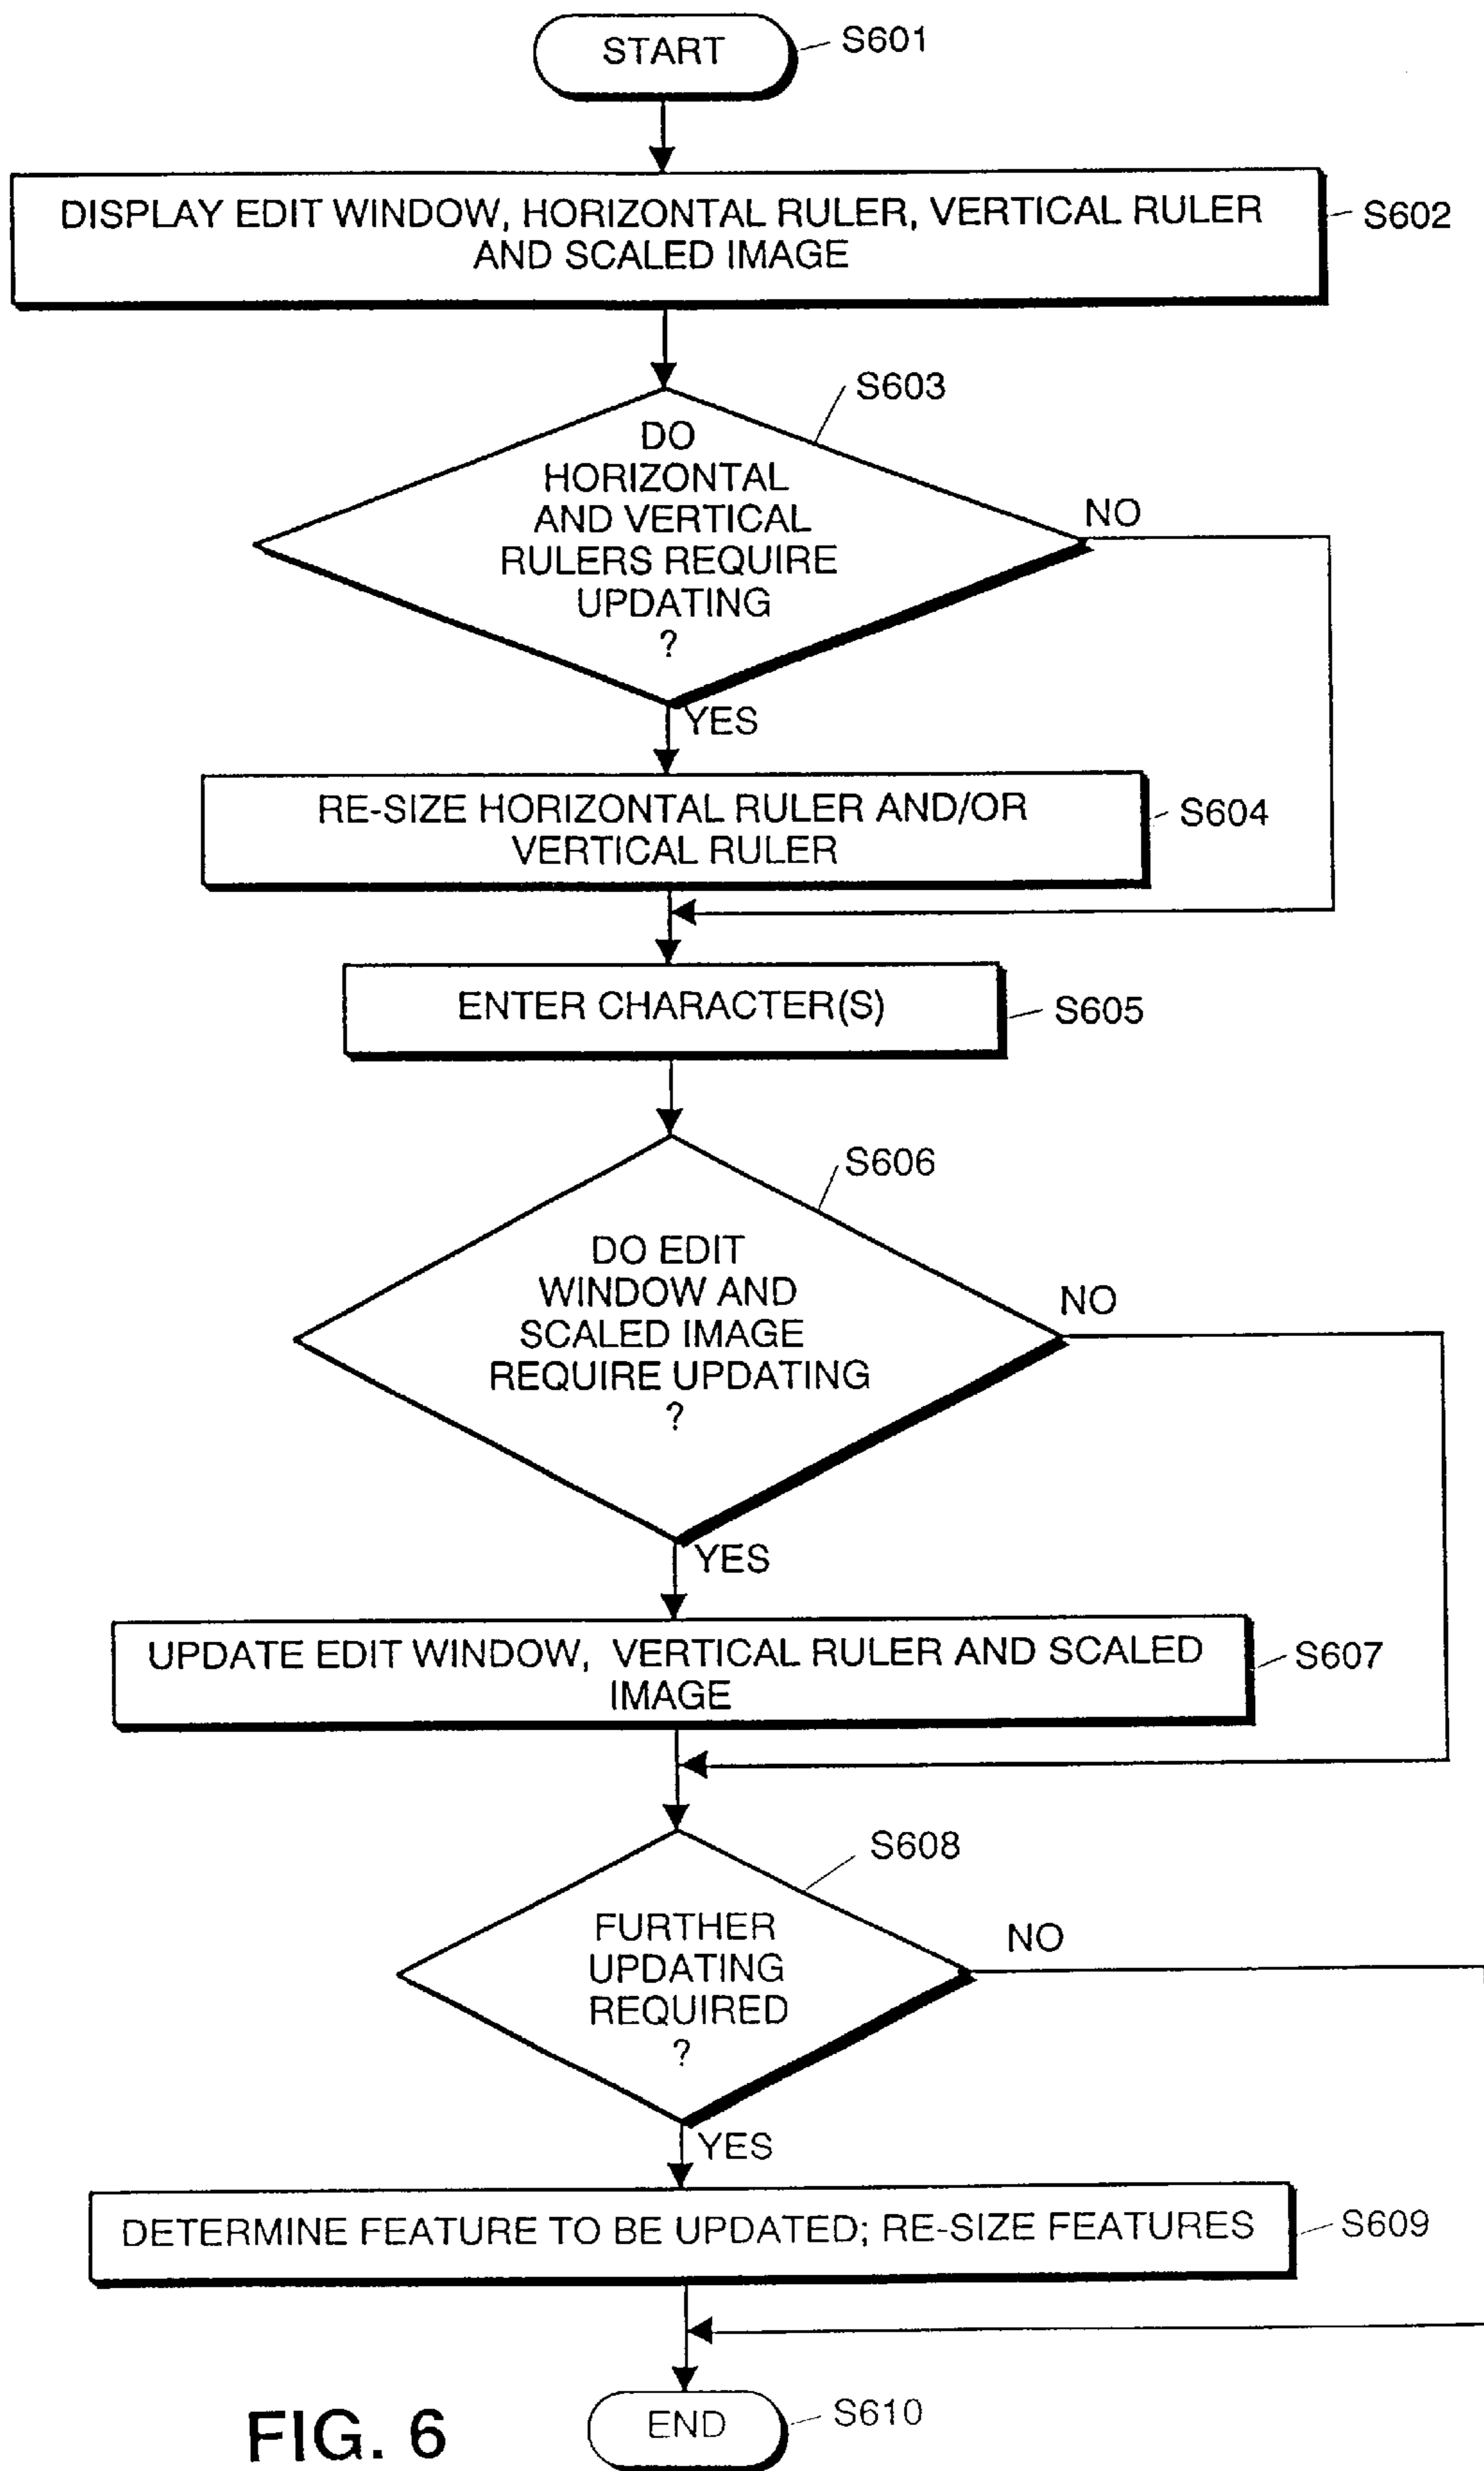 START
S601
DISPLAY EDIT WINDOW, HORIZONTAL RULER, VERTICAL RULER
AND SCALED IMAGE
S602
S603
DO
HORIZONTAL
AND VERTICAL
RULERS REQUIRE
UPDATING
?
NO
YES
RE-SIZE HORIZONTAL RULER AND/OR
VERTICAL RULER
S604
ENTER CHARACTER(S)
S605
S606
DO EDIT
WINDOW AND
SCALED IMAGE
REQUIRE UPDATING
?
NO
YES
UPDATE EDIT WINDOW, VERTICAL RULER AND SCALED
IMAGE
S607
S608
FURTHER
UPDATING
REQUIRED
?
NO
YES
DETERMINE FEATURE TO BE UPDATED; RE-SIZE FEATURES
S609
END
S610
FIG. 6